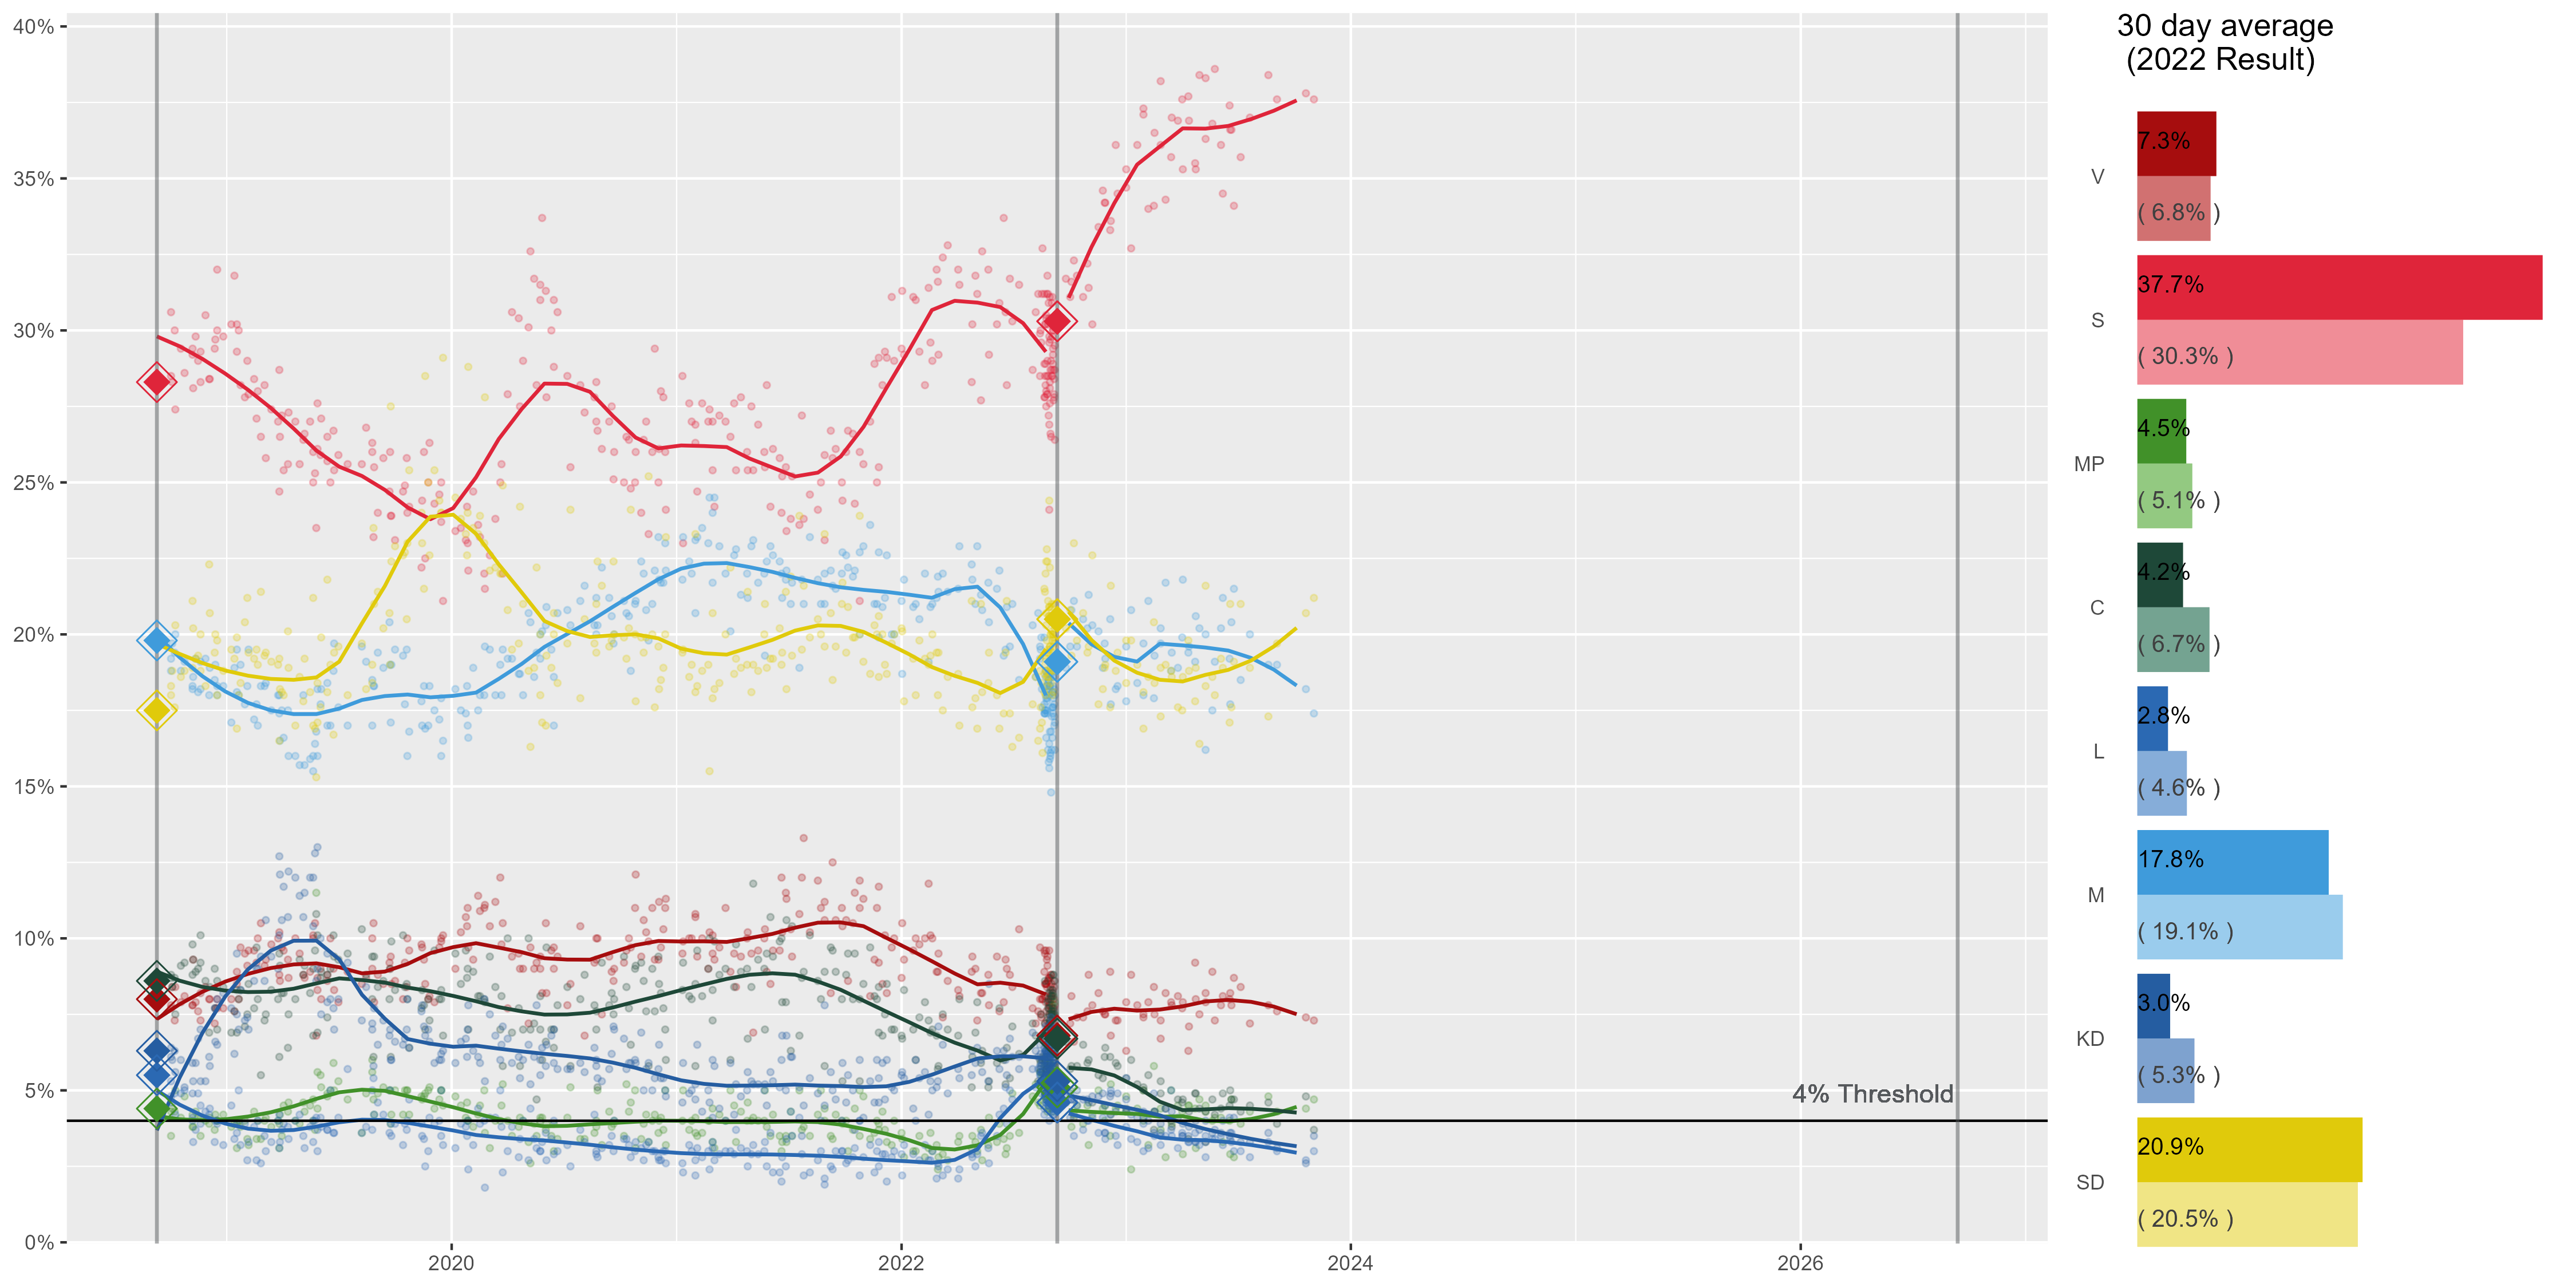 40%
35%
30%
25%
20%
15%
10%
5%
0%
2020
2022
2024
2026
4% Threshold
30 day average
(2022 Result)
V
7.3%
( 6.8% )
S
37.7%
( 30.3% )
MP
4.5%
( 5.1% )
C
4.2%
( 6.7% )
L
2.8%
( 4.6% )
M
17.8%
( 19.1% )
KD
3.0%
( 5.3% )
SD
20.9%
( 20.5% )